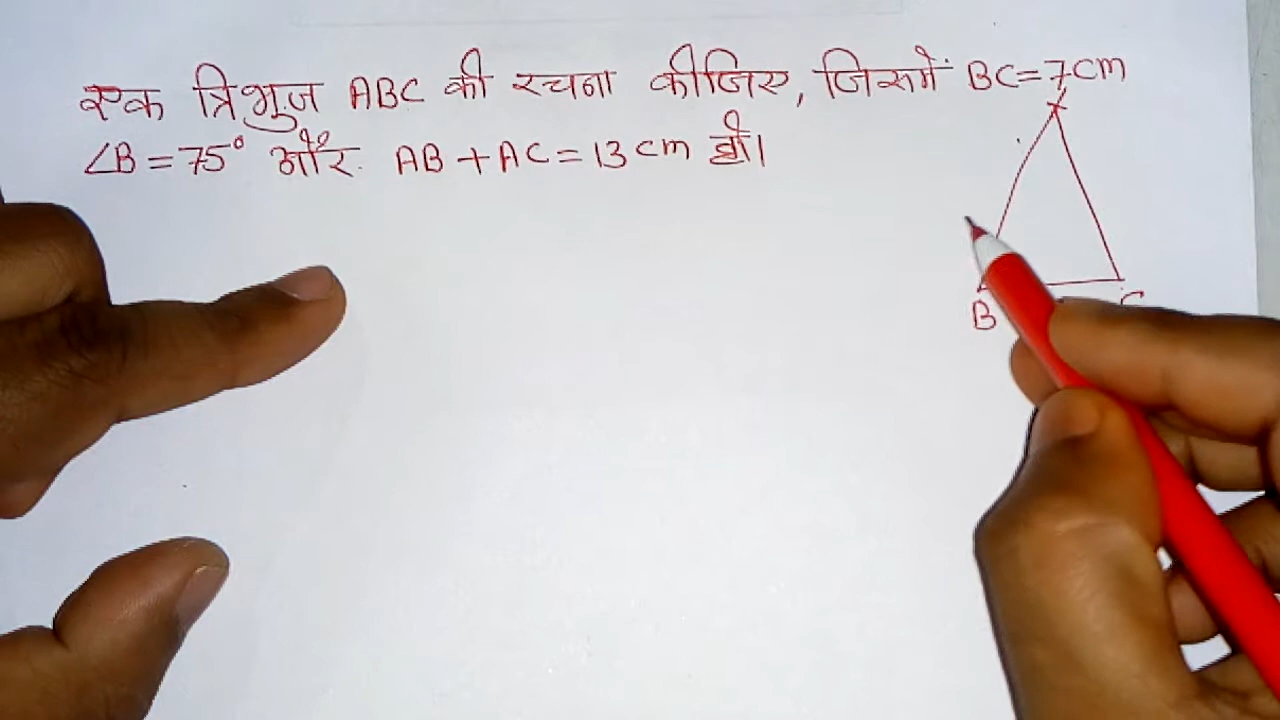 एक त्रिभुज ABC की रचना कीजिए, जिसमें BC=7cm
∠B=75° और AB+AC=13cm हो।
B
C